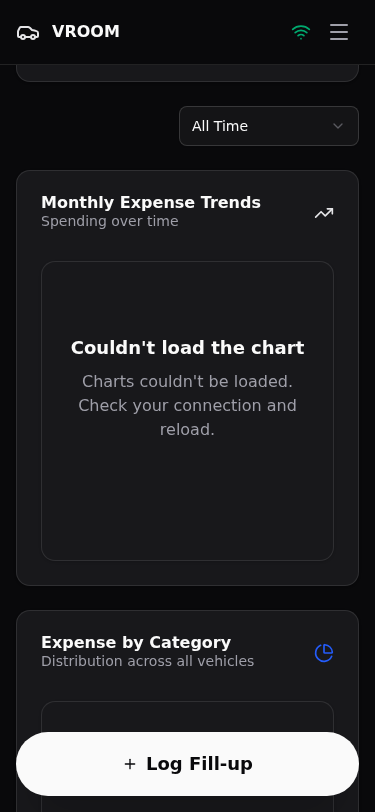 VROOM
All Time
Monthly Expense Trends
Spending over time
Couldn't load the chart
Charts couldn't be loaded.
Check your connection and
reload.
Expense by Category
Distribution across all vehicles
+ Log Fill-up